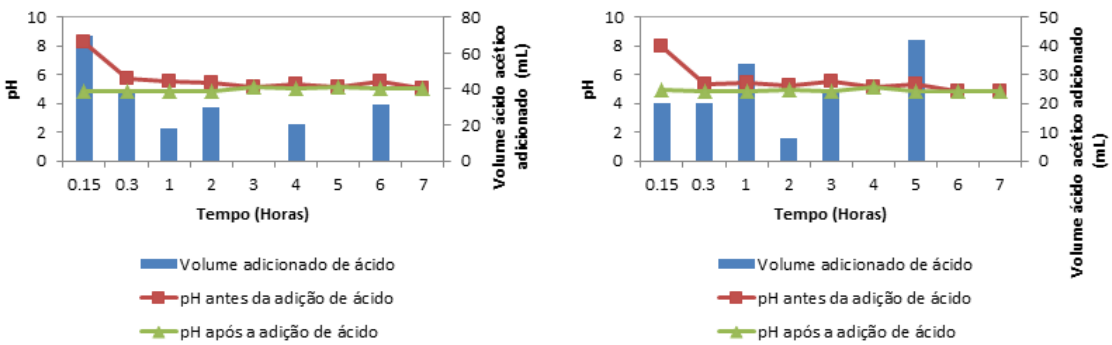 10
8
6
4
2
0
pH
80
60
40
20
0
Volume ácido acético
adicionado (mL)
0.15 0.3 1 2 3 4 5 6 7
Tempo (Horas)
Volume adicionado de ácido
pH antes da adição de ácido
pH após a adição de ácido
10
8
6
4
2
0
pH
50
40
30
20
10
0
Volume ácido acético adicionado
(mL)
0.15 0.3 1 2 3 4 5 6 7
Tempo (Horas)
Volume adicionado de ácido
pH antes da adição de ácido
pH após a adição de ácido